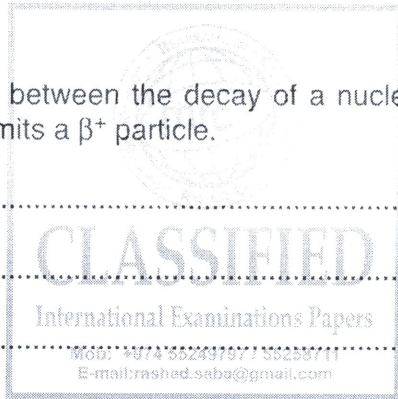 between the decay of a nucle
mits a β⁺ particle.
CLASSIFIED
International Examinations Papers
Mob: +974 55249797 / 55258711
E-mail:rashed.saba@gmail.com